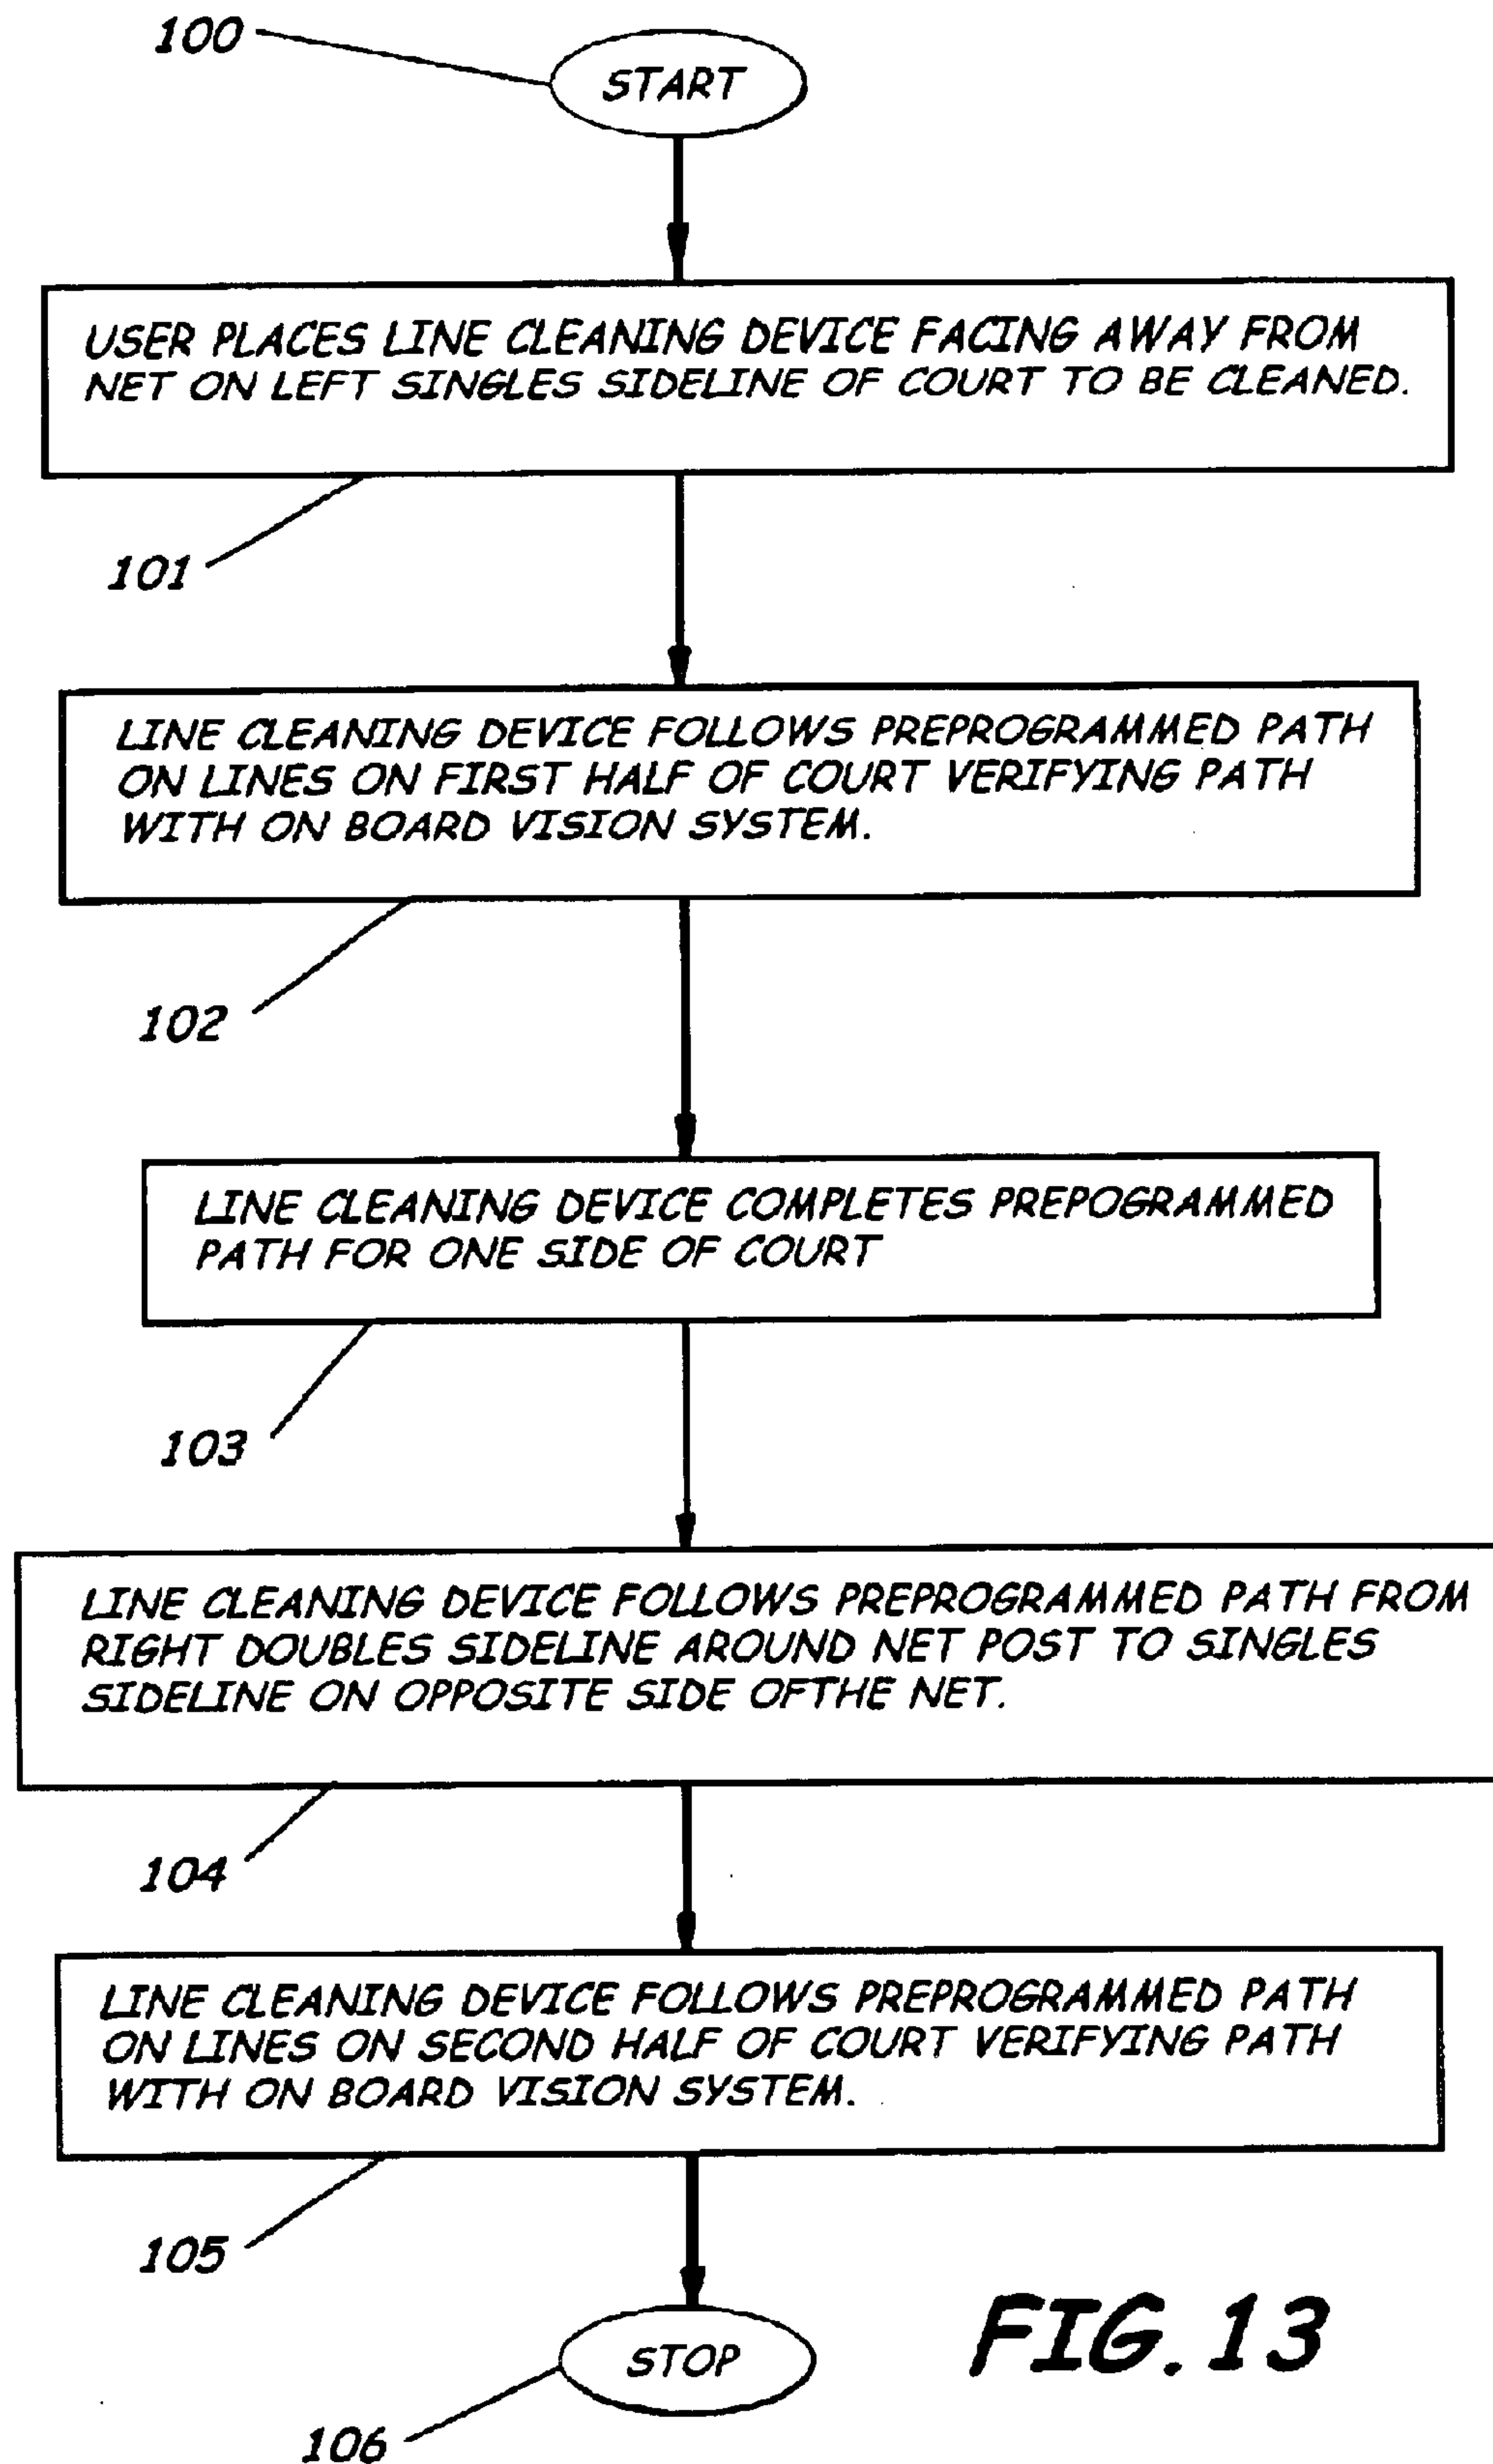 100
START
USER PLACES LINE CLEANING DEVICE FACING AWAY FROM
NET ON LEFT SINGLES SIDELINE OF COURT TO BE CLEANED.
101
LINE CLEANING DEVICE FOLLOWS PREPROGRAMMED PATH
ON LINES ON FIRST HALF OF COURT VERIFYING PATH
WITH ON BOARD VISION SYSTEM.
102
LINE CLEANING DEVICE COMPLETES PREPOGRAMMED
PATH FOR ONE SIDE OF COURT
103
LINE CLEANING DEVICE FOLLOWS PREPROGRAMMED PATH FROM
RIGHT DOUBLES SIDELINE AROUND NET POST TO SINGLES
SIDELINE ON OPPOSITE SIDE OFTHE NET.
104
LINE CLEANING DEVICE FOLLOWS PREPROGRAMMED PATH
ON LINES ON SECOND HALF OF COURT VERIFYING PATH
WITH ON BOARD VISION SYSTEM.
105
STOP
106
FIG. 13